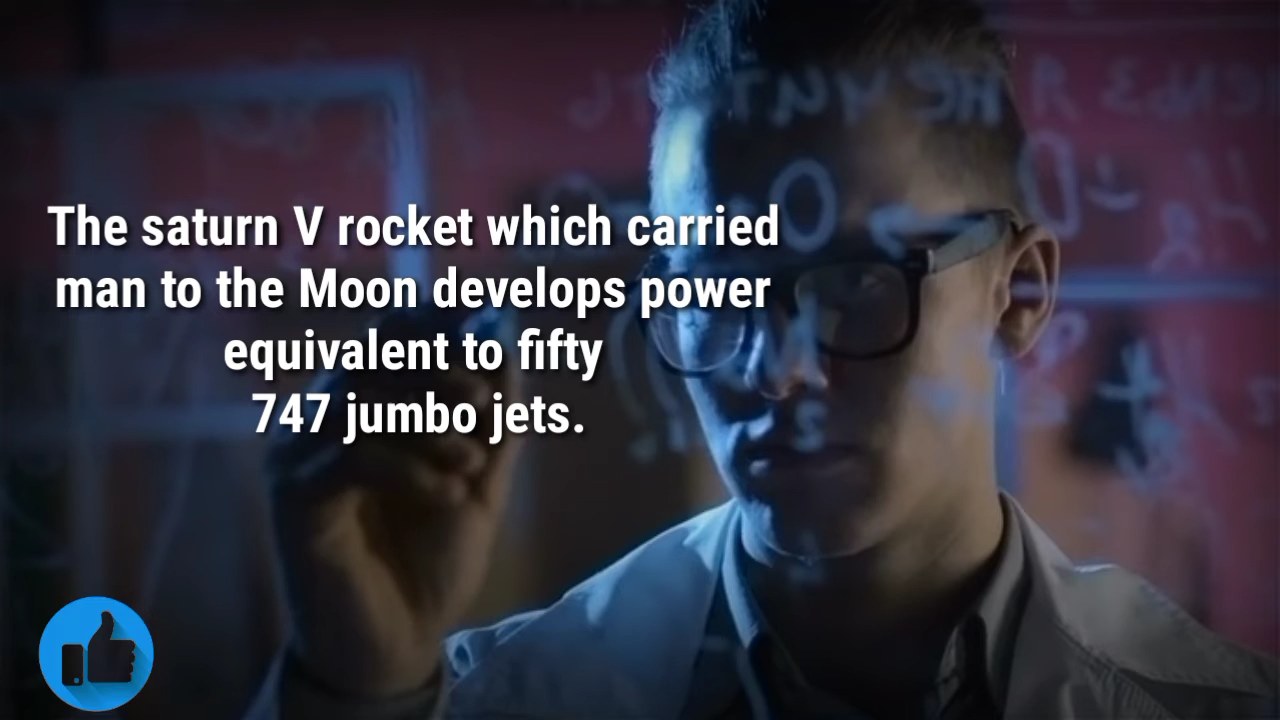 The saturn V rocket which carried
man to the Moon develops power
equivalent to fifty
747 jumbo jets.